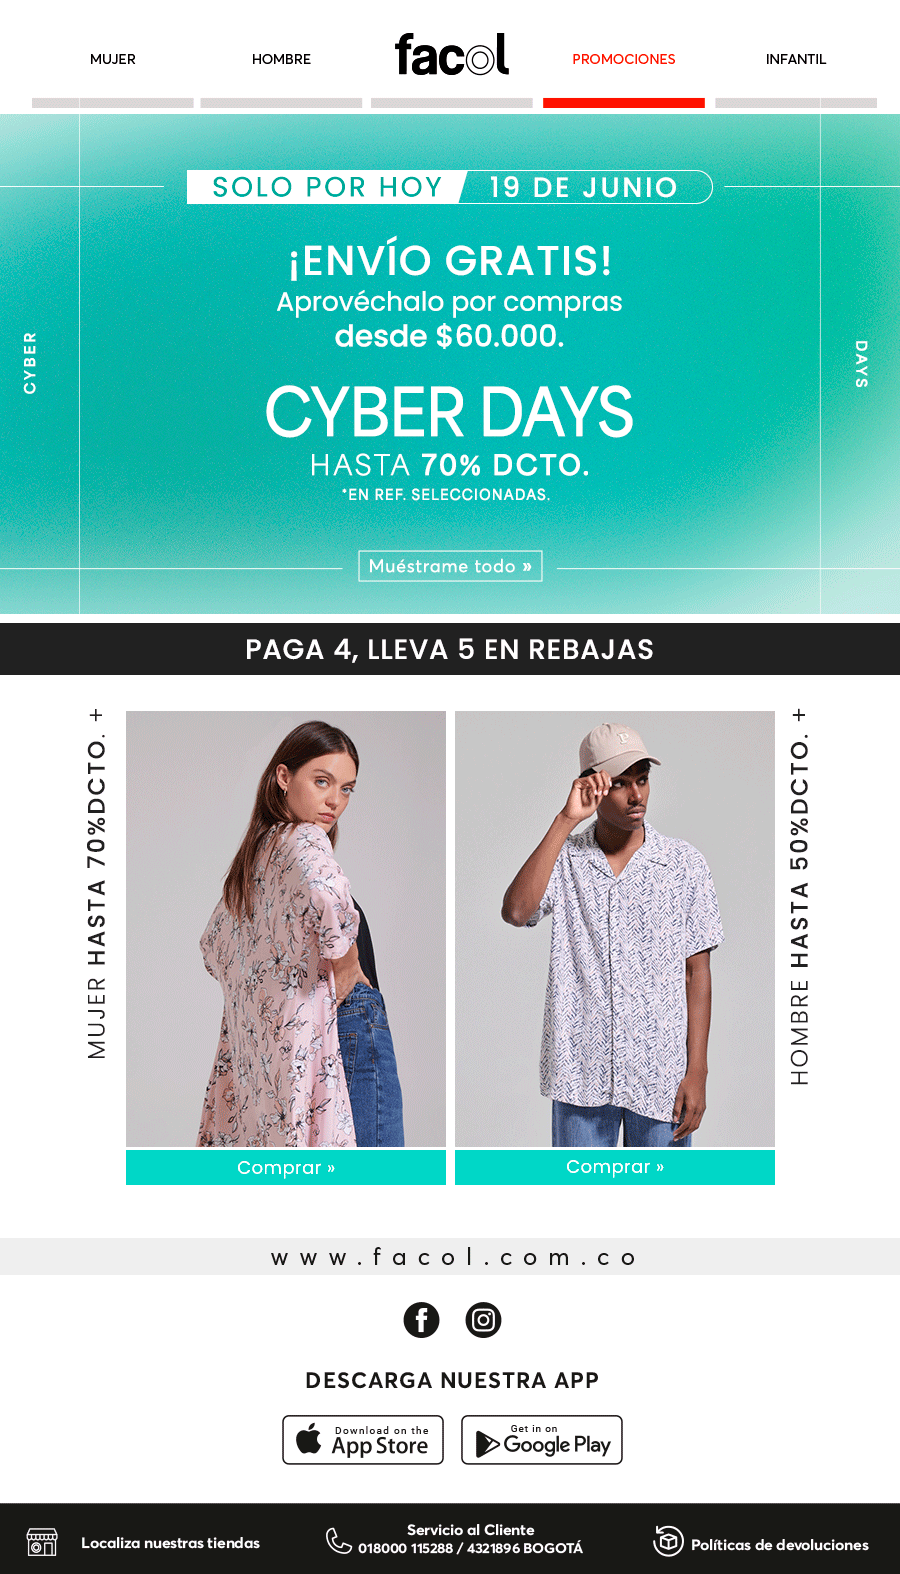 MUJER
HOMBRE
facol
PROMOCIONES
INFANTIL
SOLO POR HOY 19 DE JUNIO
¡ENVÍO GRATIS!
Aprovéchalo por compras
desde $60.000.
CYBER
DAYS
CYBER DAYS
HASTA 70% DCTO.
*EN REF. SELECCIONADAS.
Muéstrame todo »
PAGA 4, LLEVA 5 EN REBAJAS
MUJER HASTA 70%DCTO. +
HOMBRE HASTA 50%DCTO. +
P
Comprar »
Comprar »
www.facol.com.co
DESCARGA NUESTRA APP
Download on the
App Store
Get in on
Google Play
Localiza nuestras tiendas
Servicio al Cliente
018000 115288 / 4321896 BOGOTÁ
Políticas de devoluciones